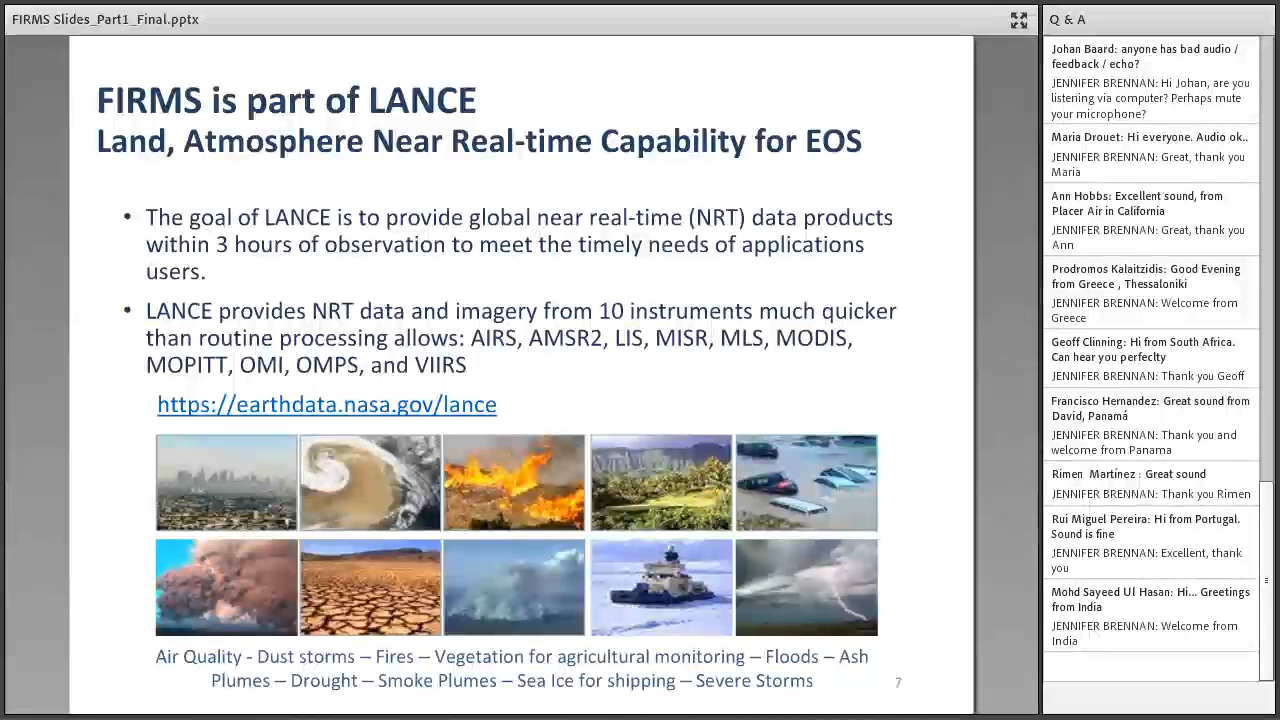 FIRMS Slides_Part1_Final.pptx
FIRMS is part of LANCE
Land, Atmosphere Near Real-time Capability for EOS
• The goal of LANCE is to provide global near real-time (NRT) data products
within 3 hours of observation to meet the timely needs of applications
users.
• LANCE provides NRT data and imagery from 10 instruments much quicker
than routine processing allows: AIRS, AMSR2, LIS, MISR, MLS, MODIS,
MOPITT, OMI, OMPS, and VIIRS
https://earthdata.nasa.gov/lance
Air Quality - Dust storms – Fires – Vegetation for agricultural monitoring – Floods – Ash
Plumes – Drought – Smoke Plumes – Sea Ice for shipping – Severe Storms
7
Q & A
Johan Baard: anyone has bad audio /
feedback / echo?
JENNIFER BRENNAN: Hi Johan, are you
listening via computer? Perhaps mute
your microphone?
Maria Drouet: Hi everyone. Audio ok..
JENNIFER BRENNAN: Great, thank you
Maria
Ann Hobbs: Excellent sound, from
Placer Air in California
JENNIFER BRENNAN: Great, thank you
Ann
Prodromos Kalaitzidis: Good Evening
from Greece , Thessaloniki
JENNIFER BRENNAN: Welcome from
Greece
Geoff Clinning: Hi from South Africa.
Can hear you perfeclty
JENNIFER BRENNAN: Thank you Geoff
Francisco Hernandez: Great sound from
David, Panamá
JENNIFER BRENNAN: Thank you and
welcome from Panama
Rimen Martínez : Great sound
JENNIFER BRENNAN: Thank you Rimen
Rui Miguel Pereira: Hi from Portugal.
Sound is fine
JENNIFER BRENNAN: Excellent, thank
you
Mohd Sayeed Ul Hasan: Hi... Greetings
from India
JENNIFER BRENNAN: Welcome from
India